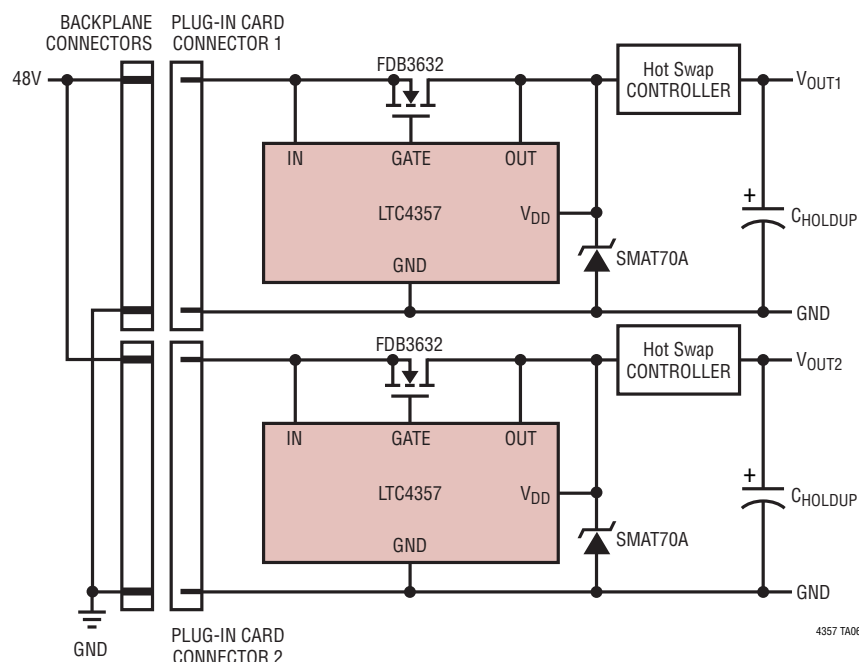 BACKPLANE
CONNECTORS
PLUG-IN CARD
CONNECTOR 1
FDB3632
48V
Hot Swap
CONTROLLER
VOUT1
IN
GATE
OUT
LTC4357
VDD
GND
SMAT70A
+
CHOLDUP
GND
FDB3632
Hot Swap
CONTROLLER
VOUT2
IN
GATE
OUT
LTC4357
VDD
GND
SMAT70A
+
CHOLDUP
GND
GND
PLUG-IN CARD
CONNECTOR 2
4357 TA06